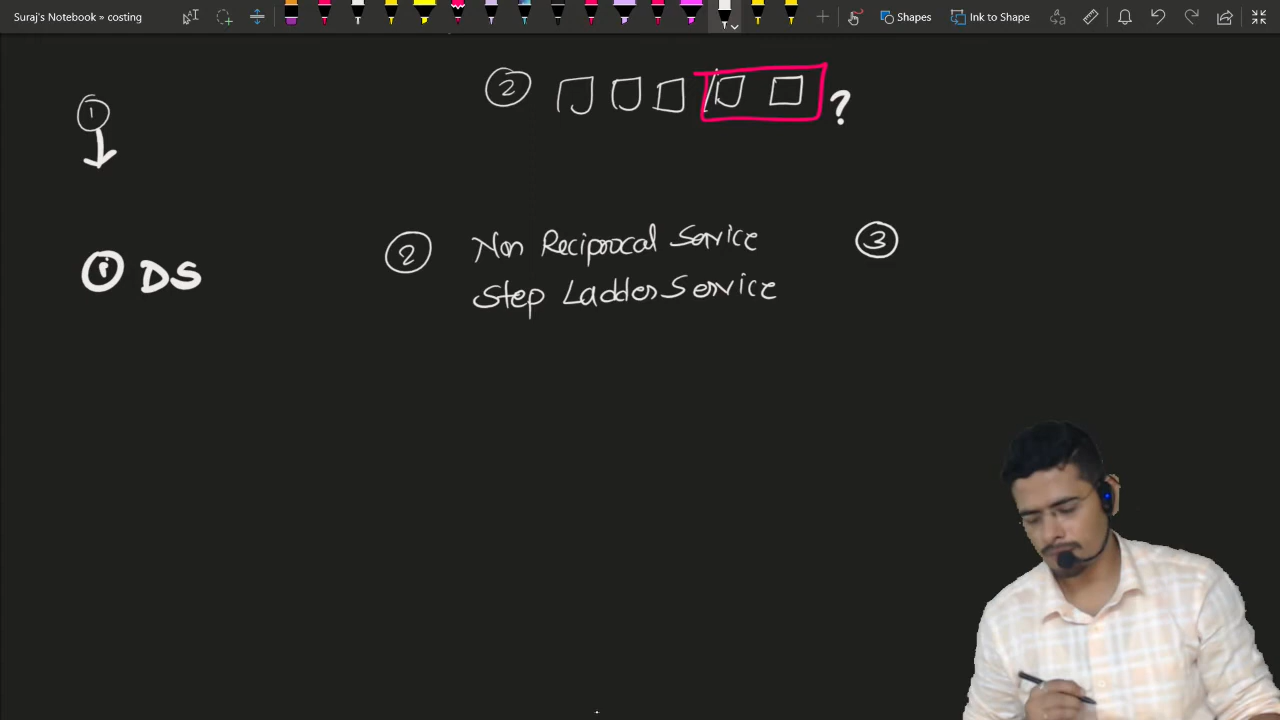 Suraj's Notebook » costing
Shapes
Ink to Shape
2
?
1
1 DS
2 Non Reciprocal Service
Step Ladder Service
3